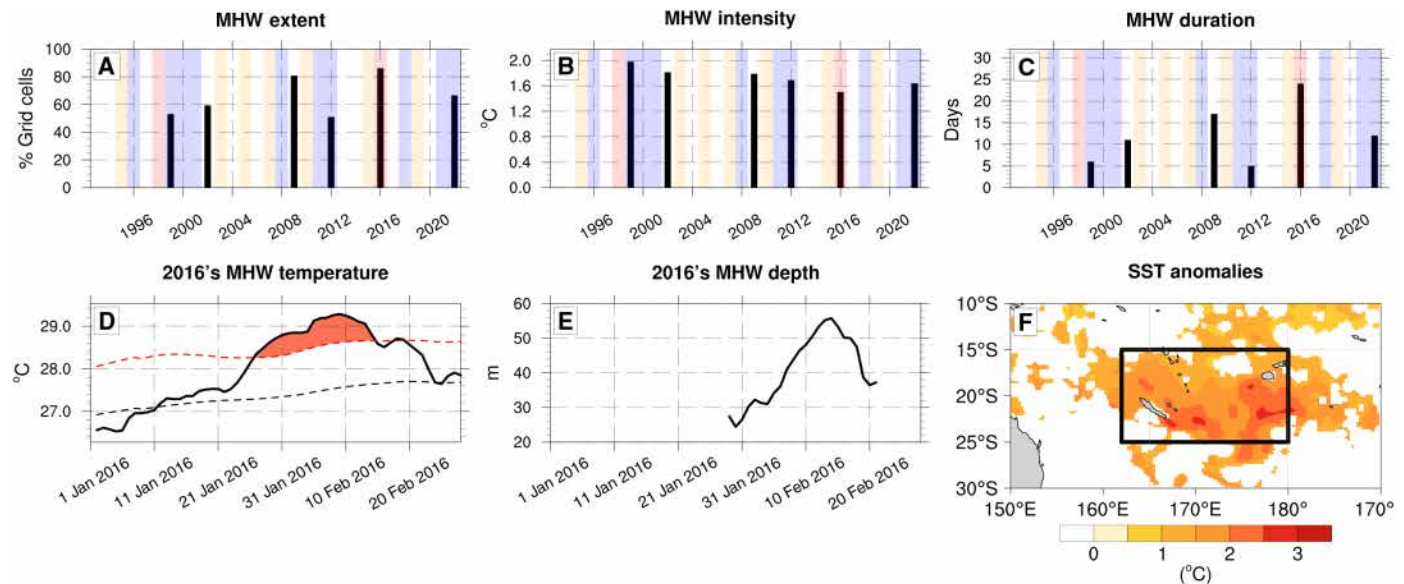 MHW extent
A
% Grid cells
100
80
60
40
20
0
1996
2000
2004
2008
2012
2016
2020
MHW intensity
B
°C
2.0
1.6
1.2
0.8
0.4
0.0
1996
2000
2004
2008
2012
2016
2020
MHW duration
C
Days
30
25
20
15
10
5
0
1996
2000
2004
2008
2012
2016
2020
2016's MHW temperature
D
°C
29.0
28.0
27.0
1 Jan 2016
11 Jan 2016
21 Jan 2016
31 Jan 2016
10 Feb 2016
20 Feb 2016
2016's MHW depth
E
m
60
50
40
30
20
1 Jan 2016
11 Jan 2016
21 Jan 2016
31 Jan 2016
10 Feb 2016
20 Feb 2016
SST anomalies
F
10°S
15°S
20°S
25°S
30°S
150°E
160°E
170°E
180°
170°
0
1
2
3
(°C)